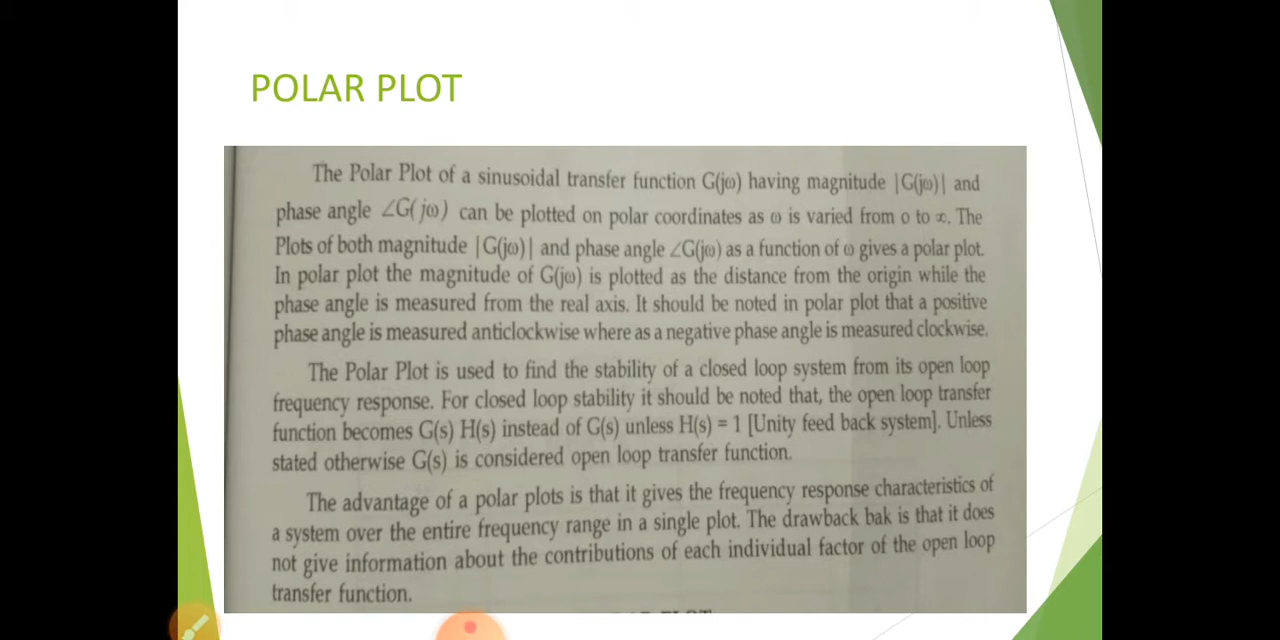 POLAR PLOT
The Polar Plot of a sinusoidal transfer function G(jω) having magnitude |G(jω)| and
phase angle ∠G( jω) can be plotted on polar coordinates as ω is varied from o to ∞. The
Plots of both magnitude |G(jω)| and phase angle ∠G(jω) as a function of ω gives a polar plot.
In polar plot the magnitude of G(jω) is plotted as the distance from the origin while the
phase angle is measured from the real axis. It should be noted in polar plot that a positive
phase angle is measured anticlockwise where as a negative phase angle is measured clockwise.
The Polar Plot is used to find the stability of a closed loop system from its open loop
frequency response. For closed loop stability it should be noted that, the open loop transfer
function becomes G(s) H(s) instead of G(s) unless H(s) = 1 [Unity feed back system]. Unless
stated otherwise G(s) is considered open loop transfer function.
The advantage of a polar plots is that it gives the frequency response characteristics of
a system over the entire frequency range in a single plot. The drawback bak is that it does
not give information about the contributions of each individual factor of the open loop
transfer function.